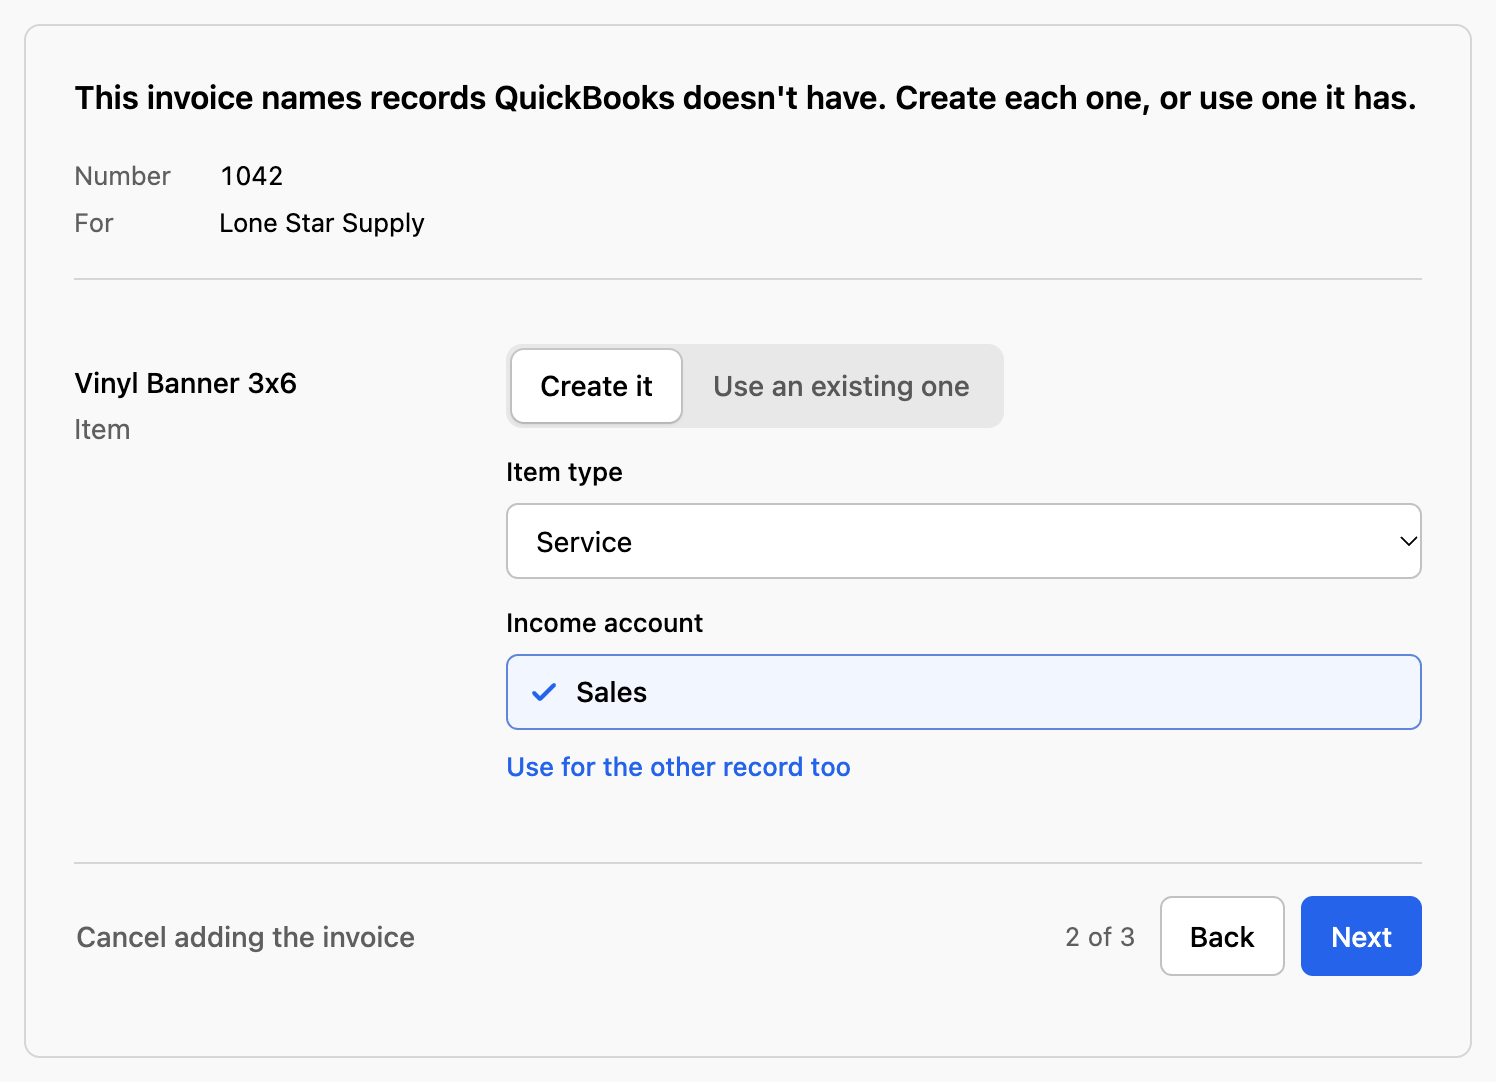 This invoice names records QuickBooks doesn't have. Create each one, or use one it has.
Number 1042
For Lone Star Supply
Vinyl Banner 3x6
Item
Create it Use an existing one
Item type
Service
Income account
Sales
Use for the other record too
Cancel adding the invoice 2 of 3 Back Next